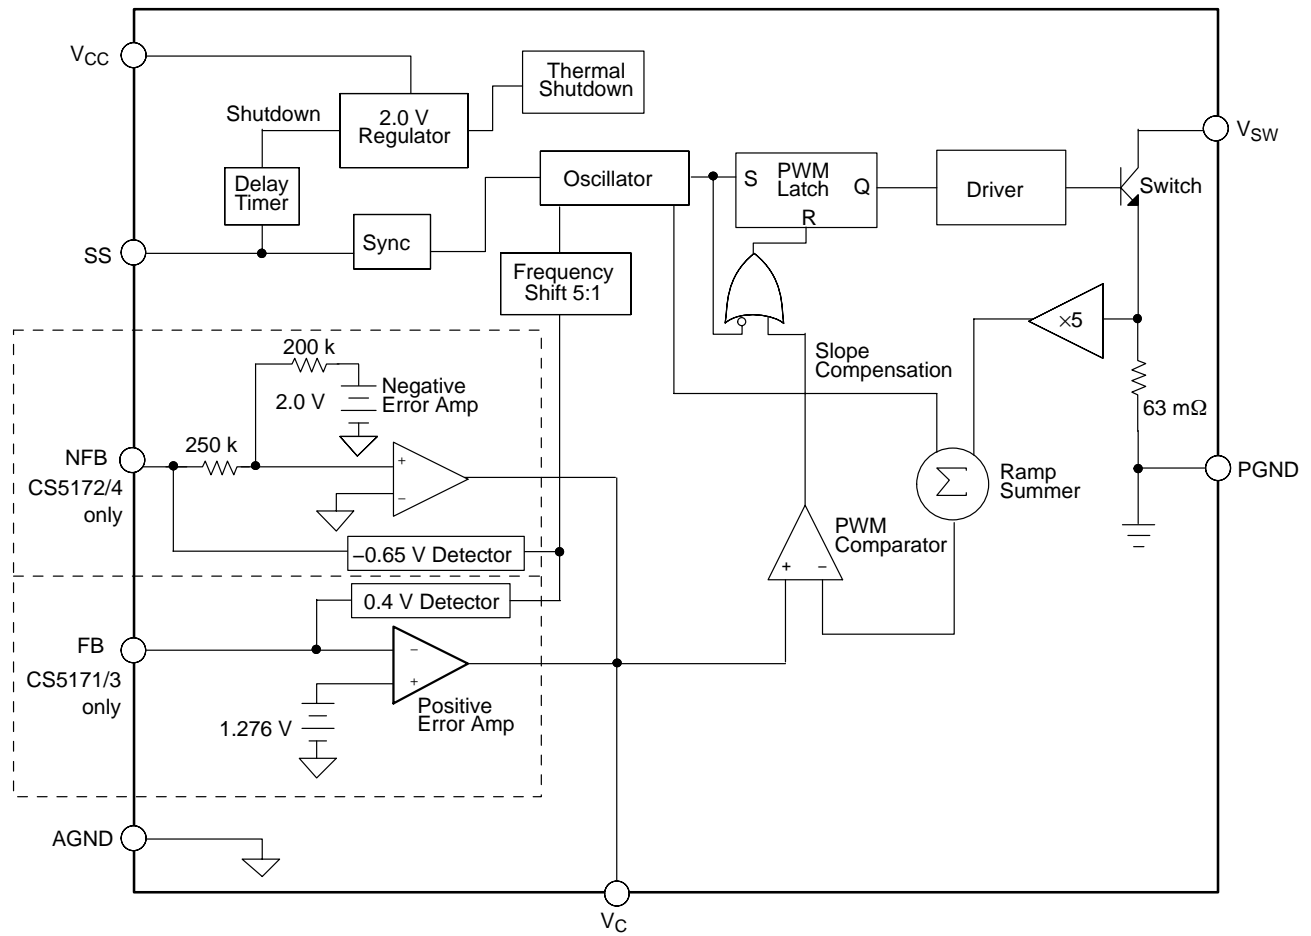 VCC
Thermal
Shutdown
Shutdown
2.0 V
Regulator
VSW
Delay
Timer
Oscillator
S
PWM
Latch
Q
R
Driver
Switch
SS
Sync
Frequency
Shift 5:1
×5
200 k
Slope
Compensation
Negative
Error Amp
2.0 V
63 mΩ
250 k
NFB
CS5172/4
only
+
−
Σ
Ramp
Summer
PGND
PWM
Comparator
−0.65 V Detector
+
−
0.4 V Detector
FB
CS5171/3
only
−
+
Positive
Error Amp
1.276 V
AGND
VC